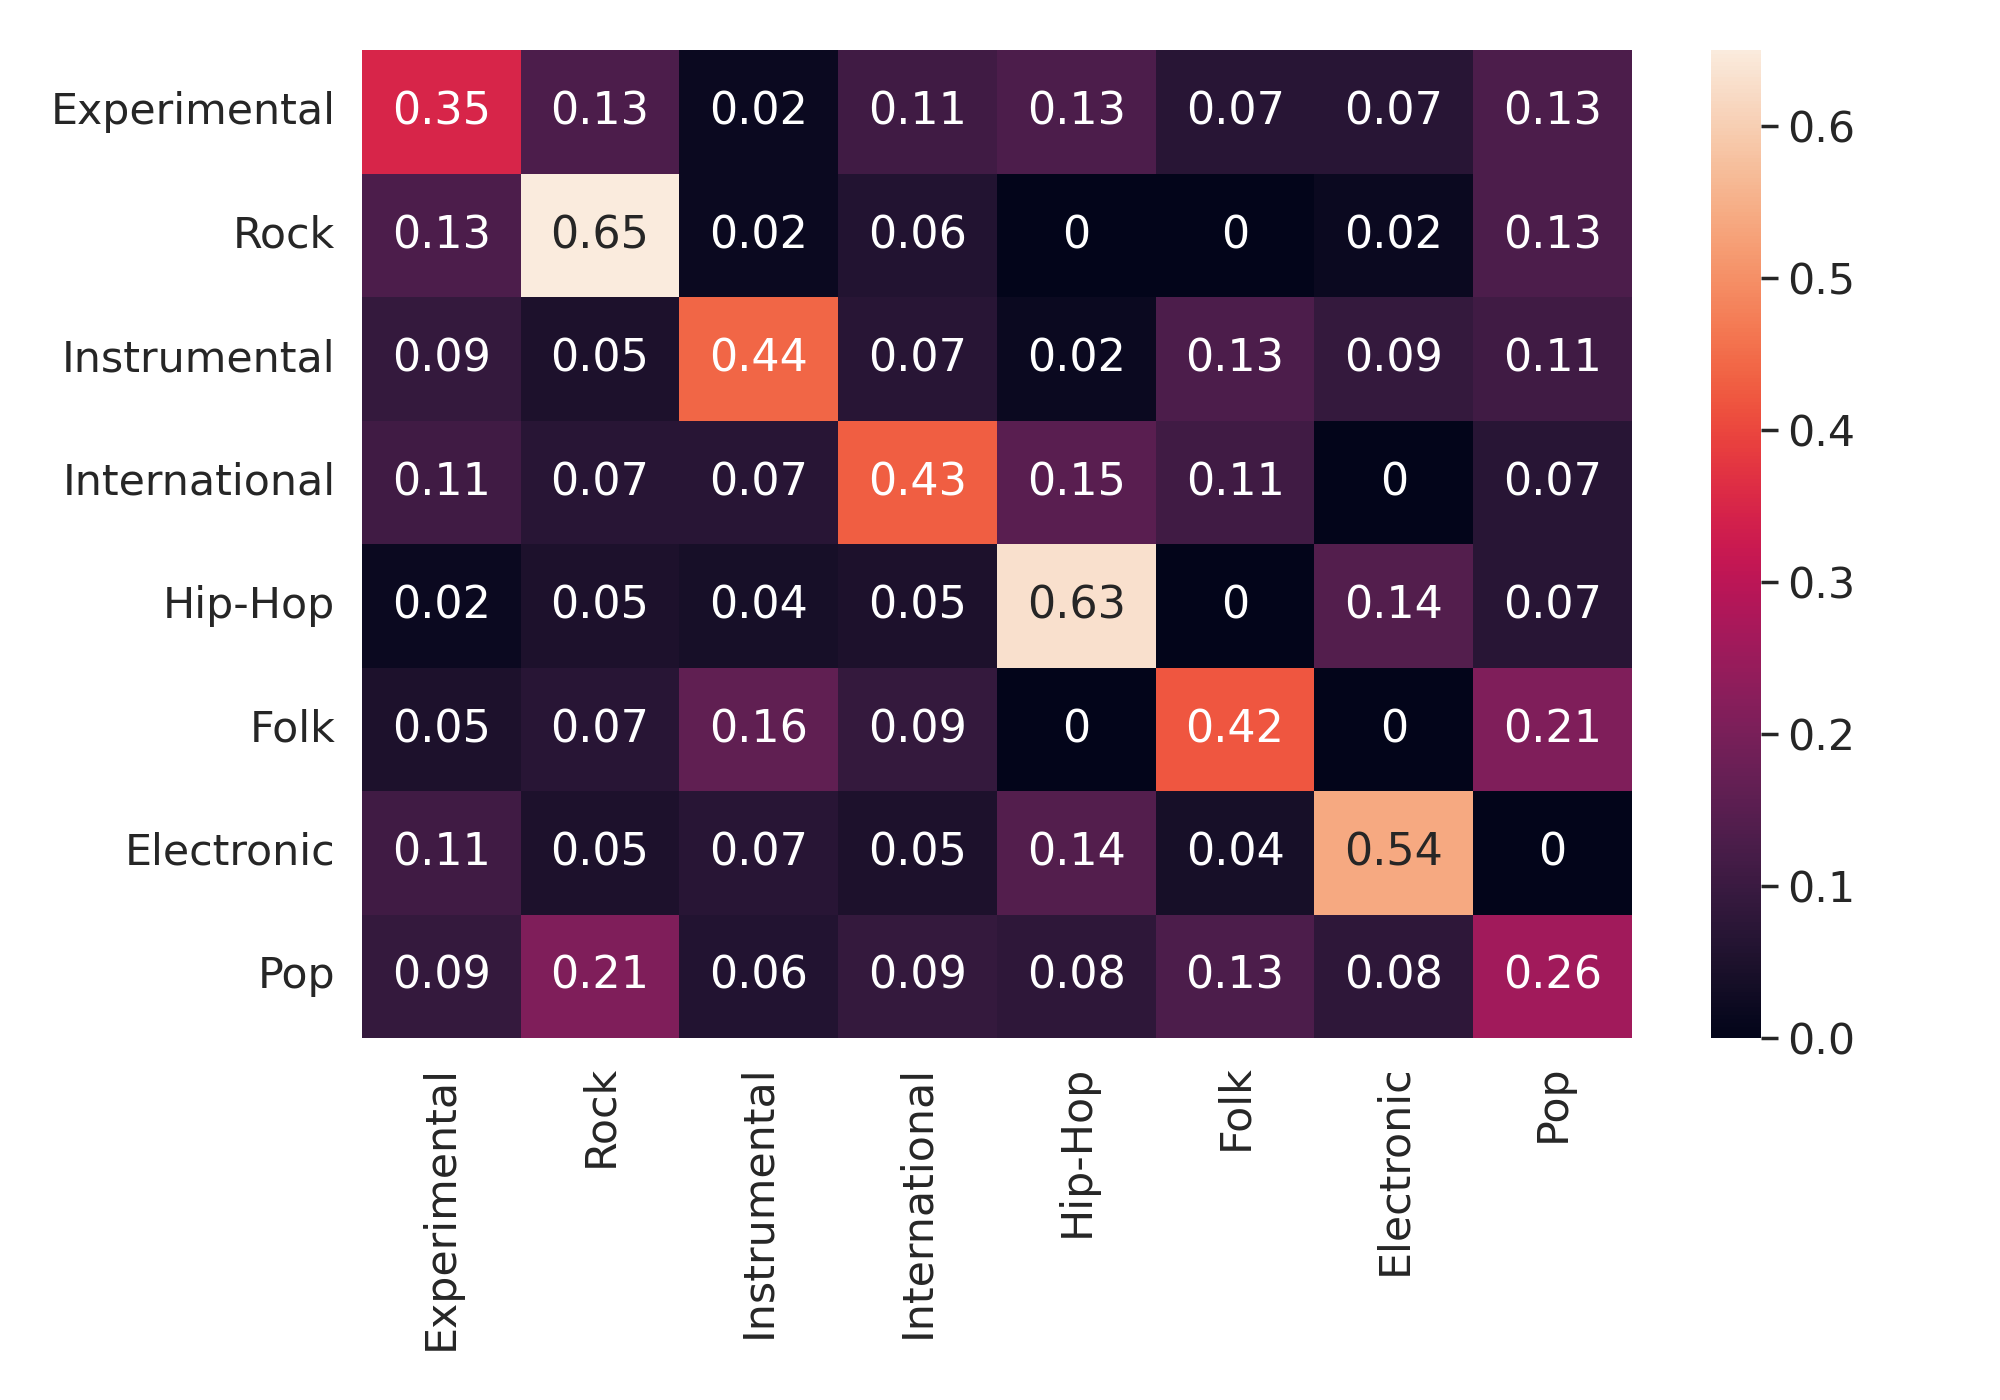 Experimental 0.35 0.13 0.02 0.11 0.13 0.07 0.07 0.13
Rock 0.13 0.65 0.02 0.06 0 0 0.02 0.13
Instrumental 0.09 0.05 0.44 0.07 0.02 0.13 0.09 0.11
International 0.11 0.07 0.07 0.43 0.15 0.11 0 0.07
Hip-Hop 0.02 0.05 0.04 0.05 0.63 0 0.14 0.07
Folk 0.05 0.07 0.16 0.09 0 0.42 0 0.21
Electronic 0.11 0.05 0.07 0.05 0.14 0.04 0.54 0
Pop 0.09 0.21 0.06 0.09 0.08 0.13 0.08 0.26
Experimental
Rock
Instrumental
International
Hip-Hop
Folk
Electronic
Pop
0.6
0.5
0.4
0.3
0.2
0.1
0.0